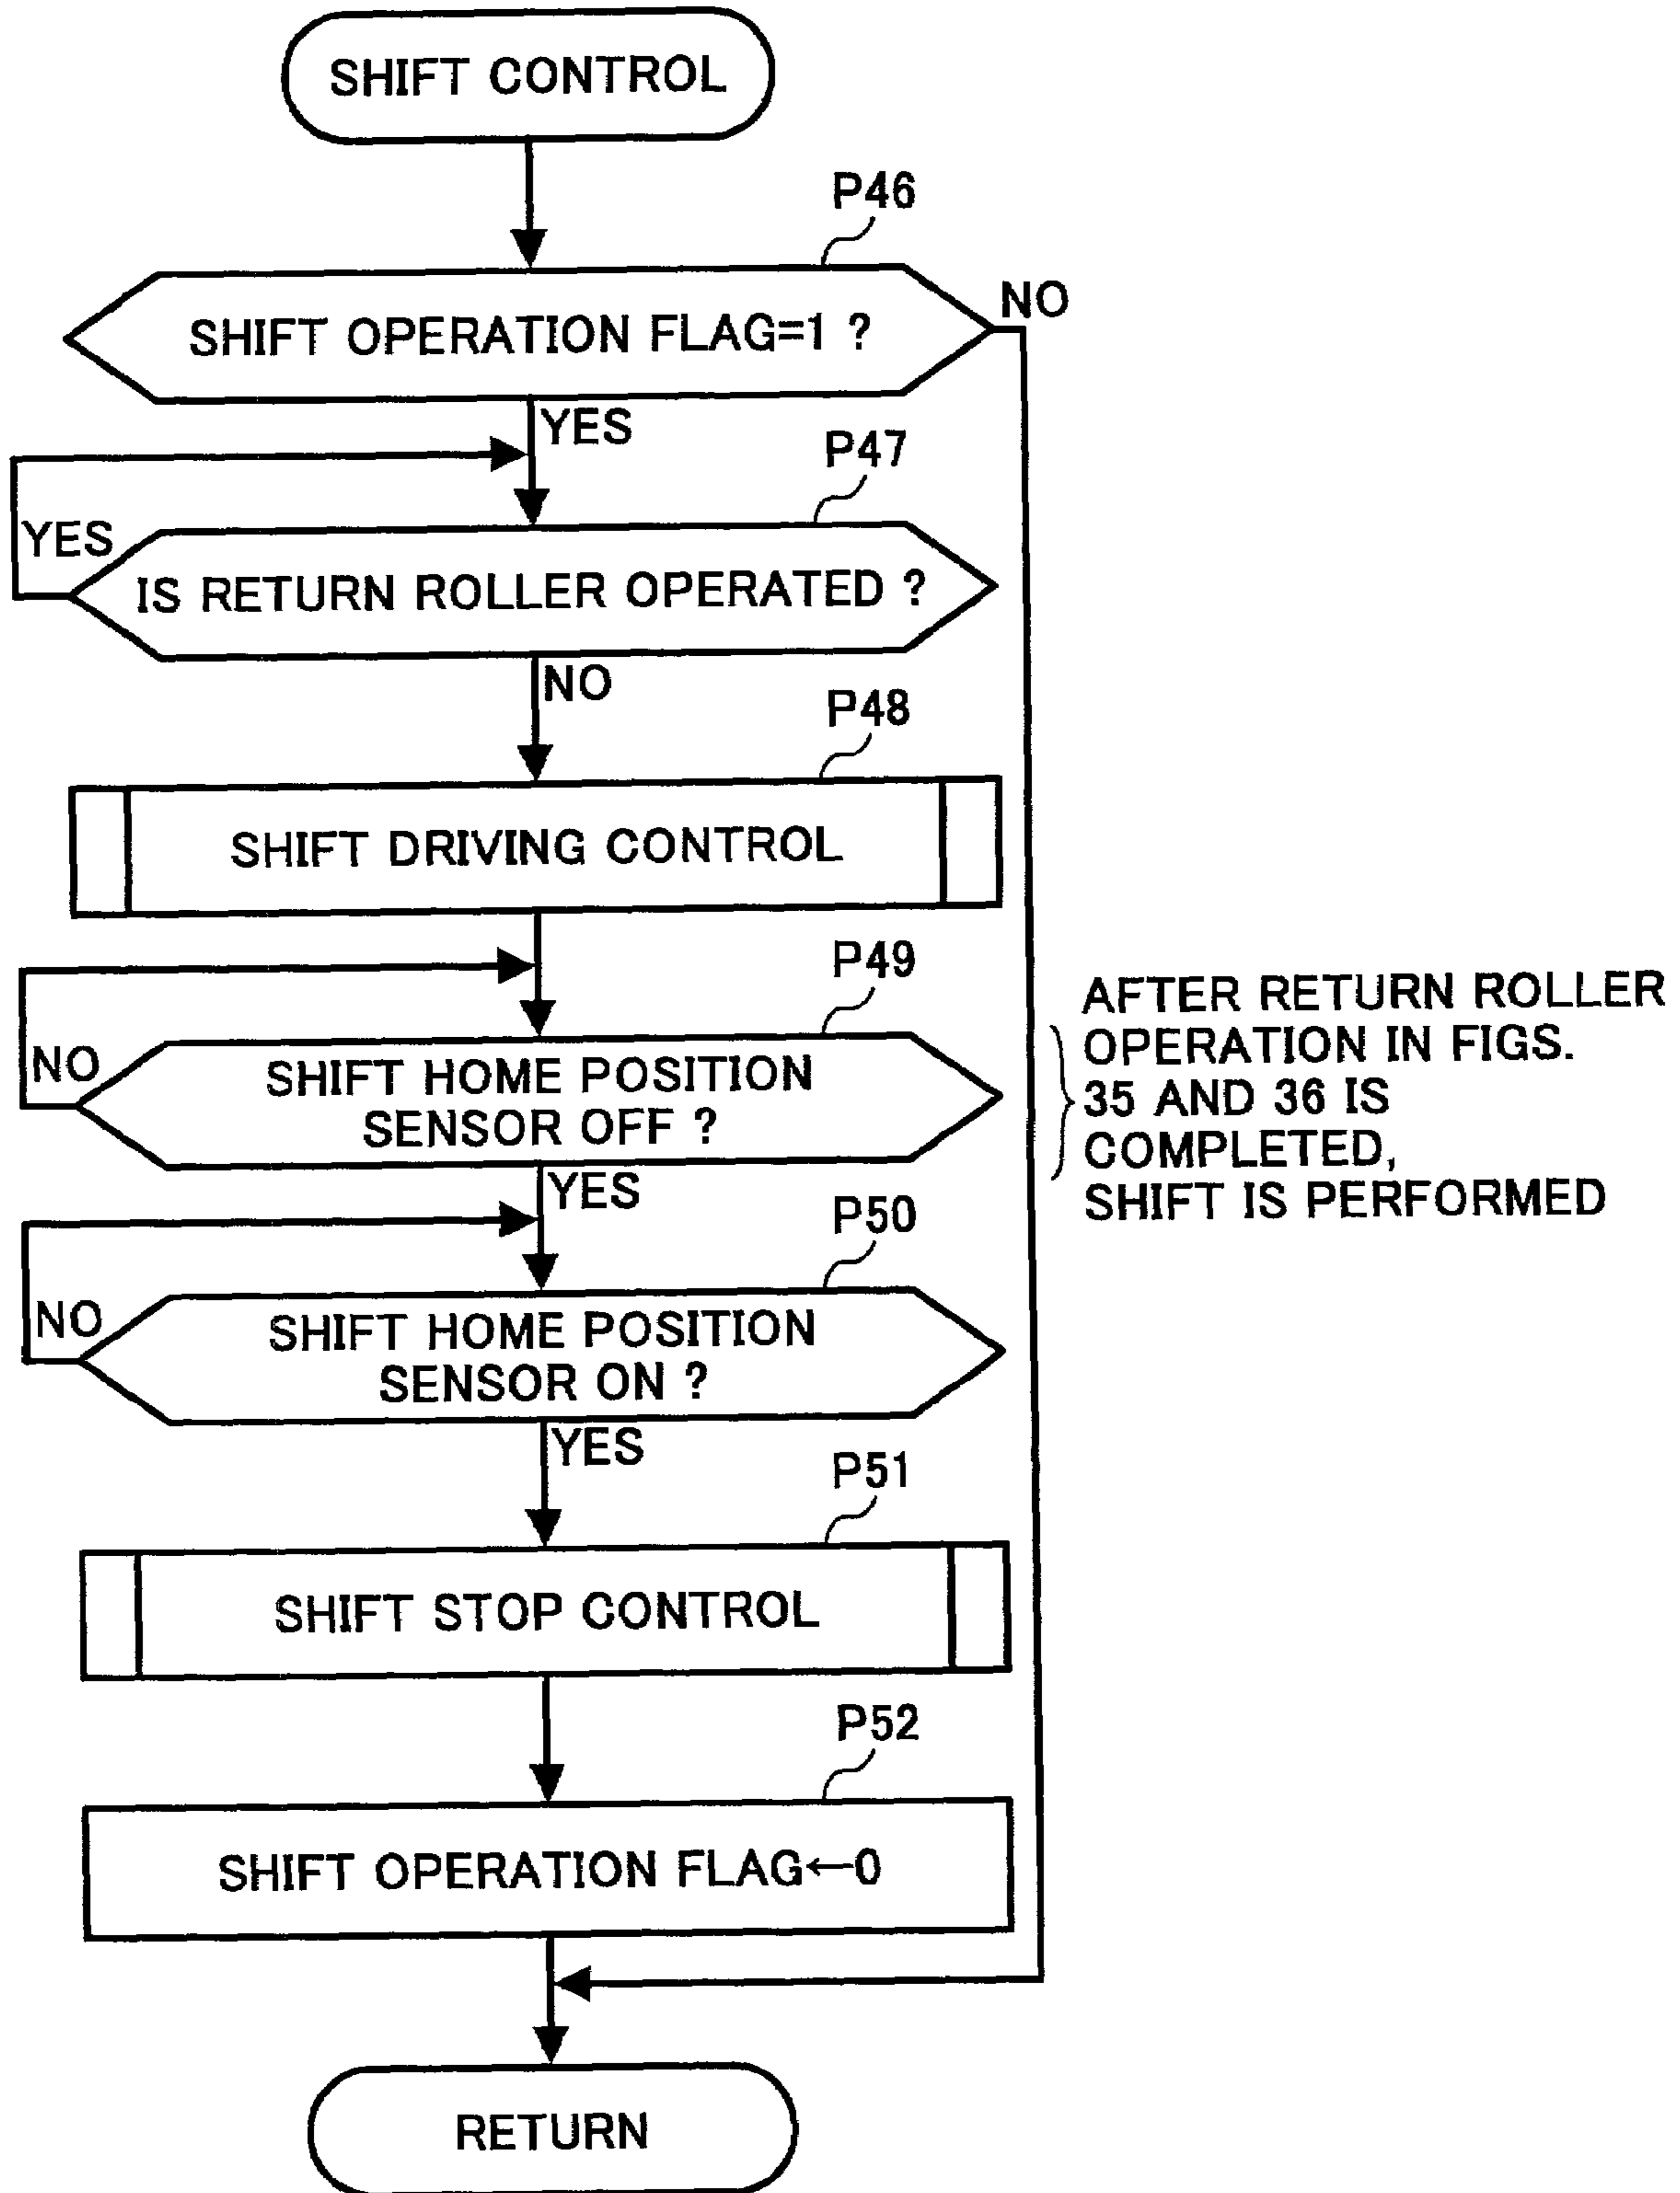 SHIFT CONTROL
P46
SHIFT OPERATION FLAG=1 ?
NO
YES
P47
YES
IS RETURN ROLLER OPERATED ?
NO
P48
SHIFT DRIVING CONTROL
P49
NO
SHIFT HOME POSITION
SENSOR OFF ?
YES
AFTER RETURN ROLLER
OPERATION IN FIGS.
35 AND 36 IS
COMPLETED,
SHIFT IS PERFORMED
P50
NO
SHIFT HOME POSITION
SENSOR ON ?
YES
P51
SHIFT STOP CONTROL
P52
SHIFT OPERATION FLAG←0
RETURN